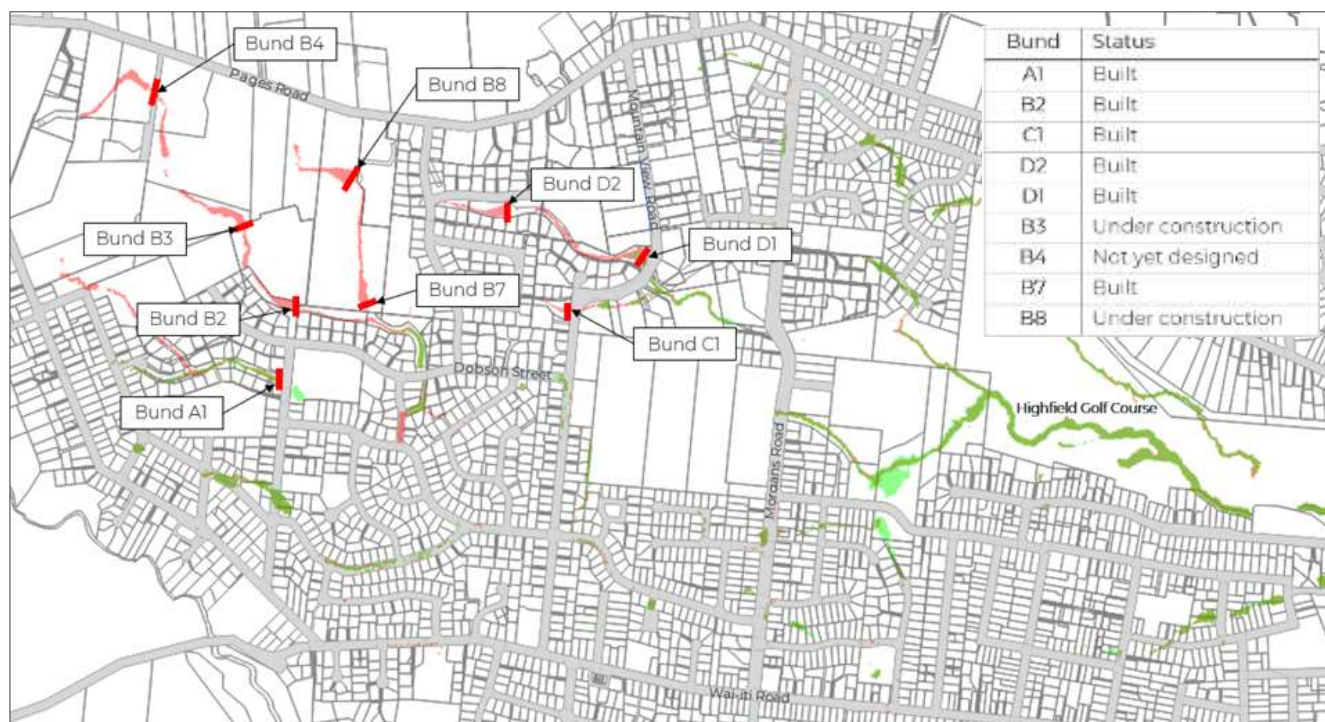 Bund B4
Pages Road
Bund B8
Mountain View Road
Bund D2
Bund B3
Bund D1
Bund B7
Bund B2
Bund C1
Dobson Street
Bund A1
Highfield Golf Course
Morgans Road
Wai-iti Road
Bund Status
A1 Built
B2 Built
C1 Built
D2 Built
D1 Built
B3 Under construction
B4 Not yet designed
B7 Built
B8 Under construction